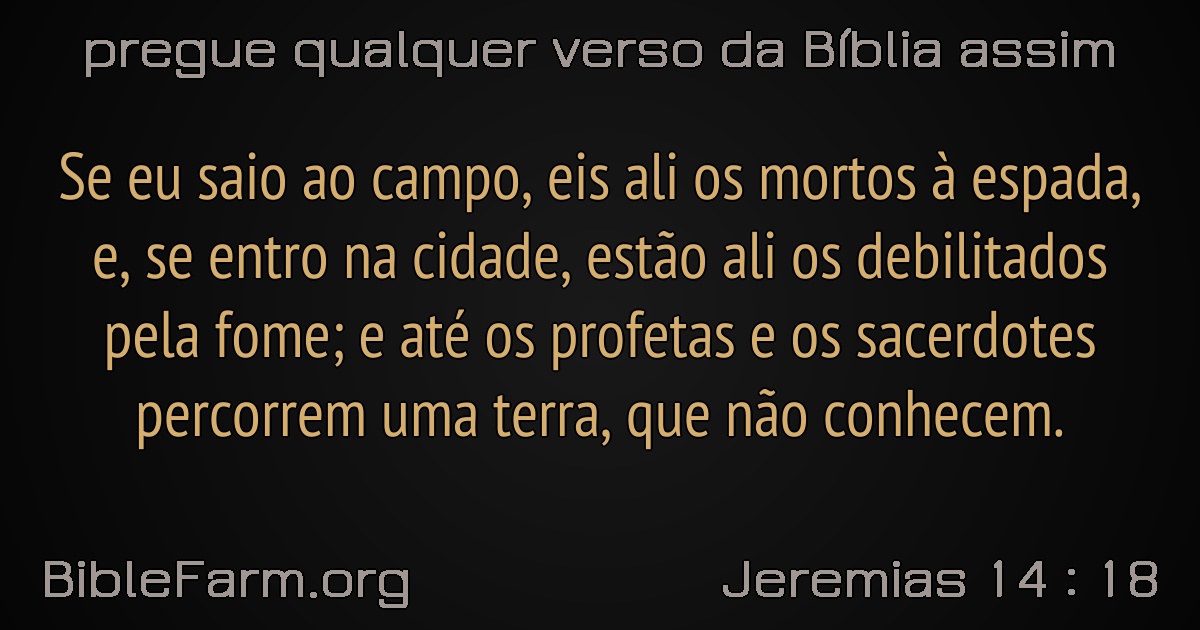 pregue qualquer verso da Bíblia assim
Se eu saio ao campo, eis ali os mortos à espada,
e, se entro na cidade, estão ali os debilitados
pela fome; e até os profetas e os sacerdotes
percorrem uma terra, que não conhecem.
BibleFarm.org
Jeremias 14 : 18